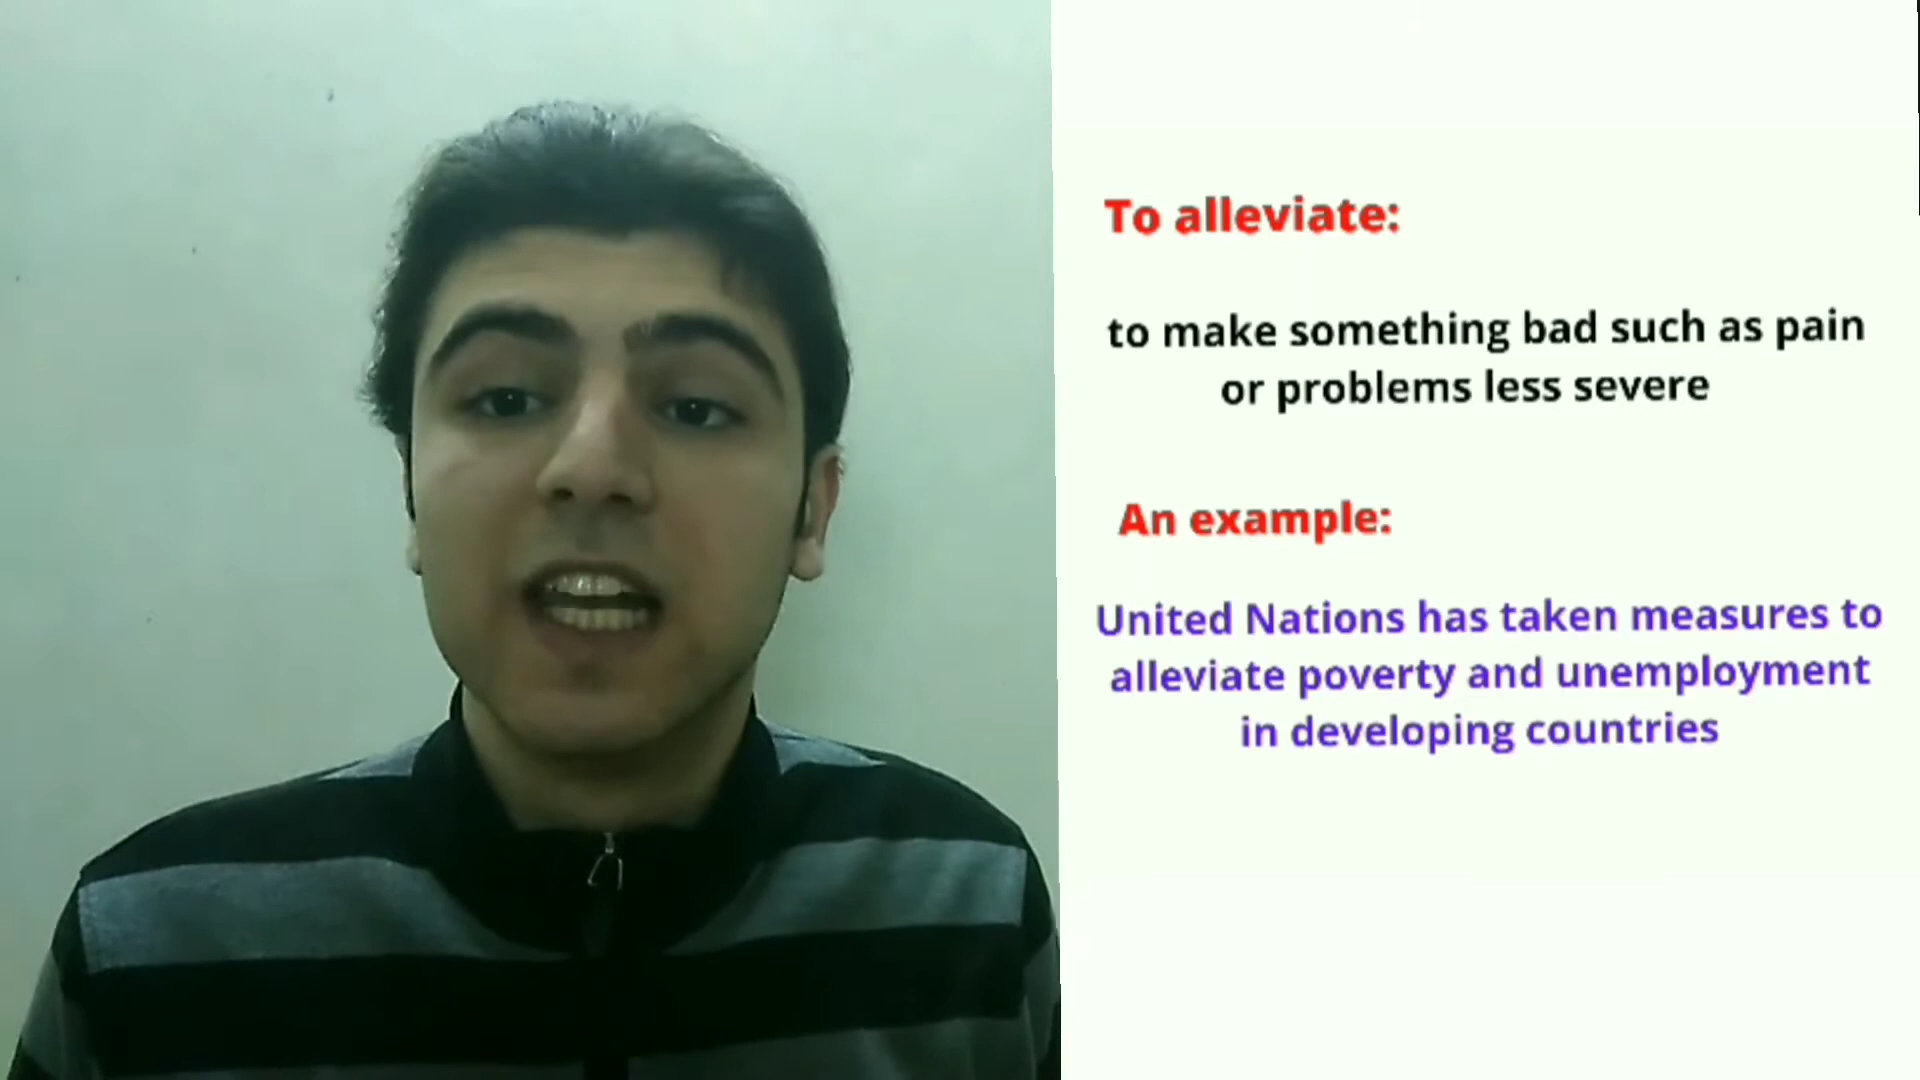 To alleviate:
to make something bad such as pain
or problems less severe
An example:
United Nations has taken measures to
alleviate poverty and unemployment
in developing countries